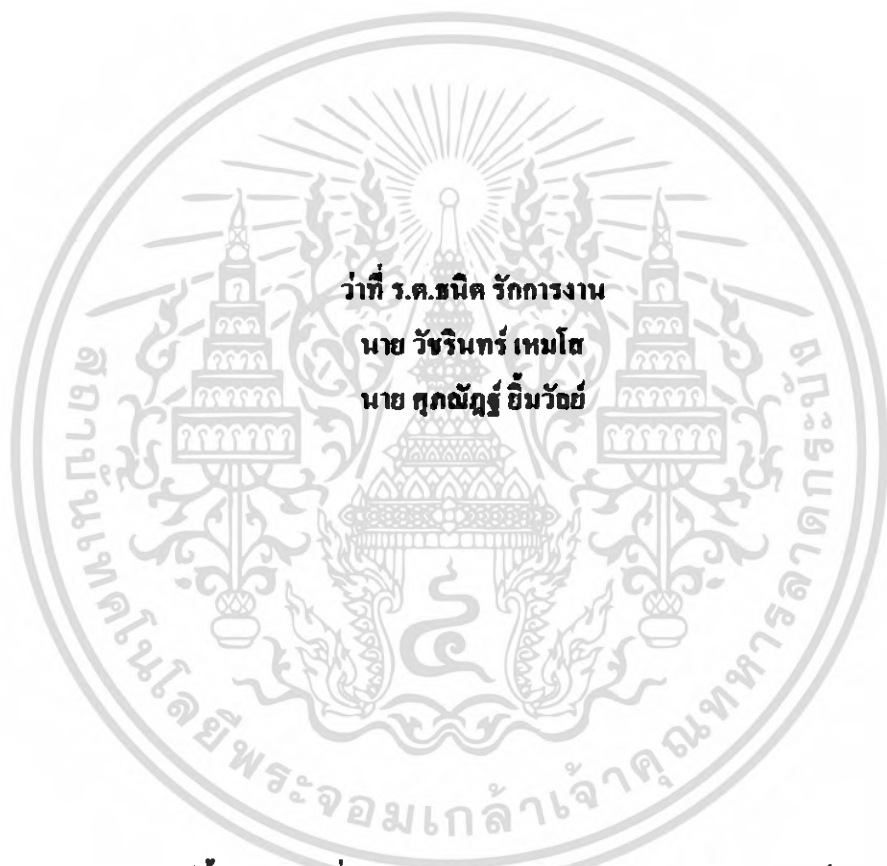 ว่าที่ ร.ต.ธนิต รักการงาน
นาย วัชรินทร์ เหมโส
นาย ศุภณัฏฐ์ ยิ้มวัลย์
สถาบันเทคโนโลยีพระจอมเกล้าเจ้าคุณทหารลาดกระบัง